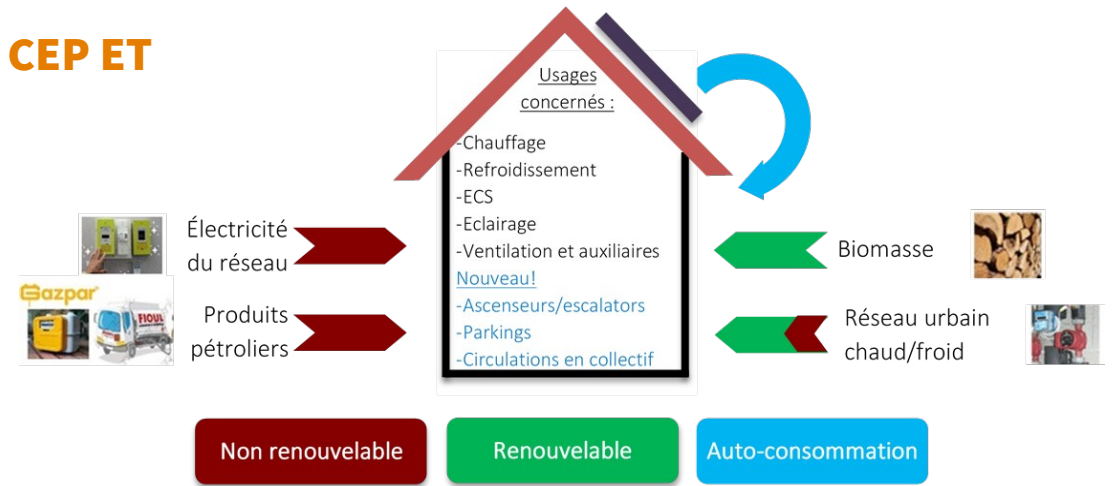 CEP ET
Usages
concernés :
-Chauffage
-Refroidissement
-ECS
-Eclairage
-Ventilation et auxiliaires
Nouveau!
-Ascenseurs/escalators
-Parkings
-Circulations en collectif
Électricité
du réseau
Gazpar
FIOUL
Produits
pétroliers
Biomasse
Réseau urbain
chaud/froid
Non renouvelable
Renouvelable
Auto-consommation